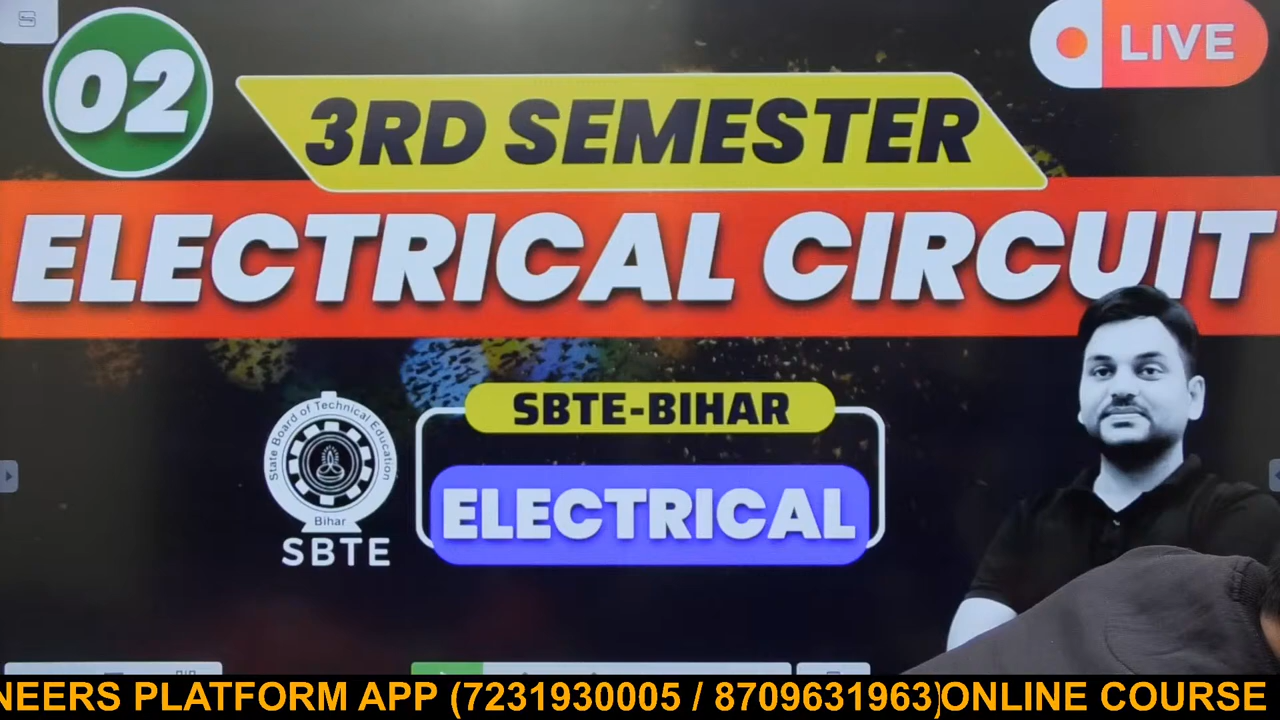 02
LIVE
3RD SEMESTER
ELECTRICAL CIRCUIT
SBTE-BIHAR
State Board of Technical Education
Bihar
SBTE
ELECTRICAL
NEERS PLATFORM APP (7231930005 / 8709631963)ONLINE COURSE